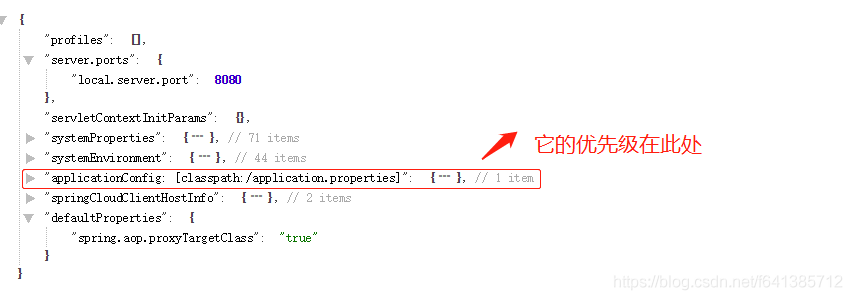 {
"profiles": [],
"server.ports": {
"local.server.port": 8080
},
"servletContextInitParams": {},
"systemProperties": {...}, // 71 items
"systemEnvironment": {...}, // 44 items
它的优先级在此处
"applicationConfig: [classpath:/application.properties]": {...}, // 1 item
"springCloudClientHostInfo": {...}, // 2 items
"defaultProperties": {
"spring.aop.proxyTargetClass": "true"
}
}
https://blog.csdn.net/f641385712